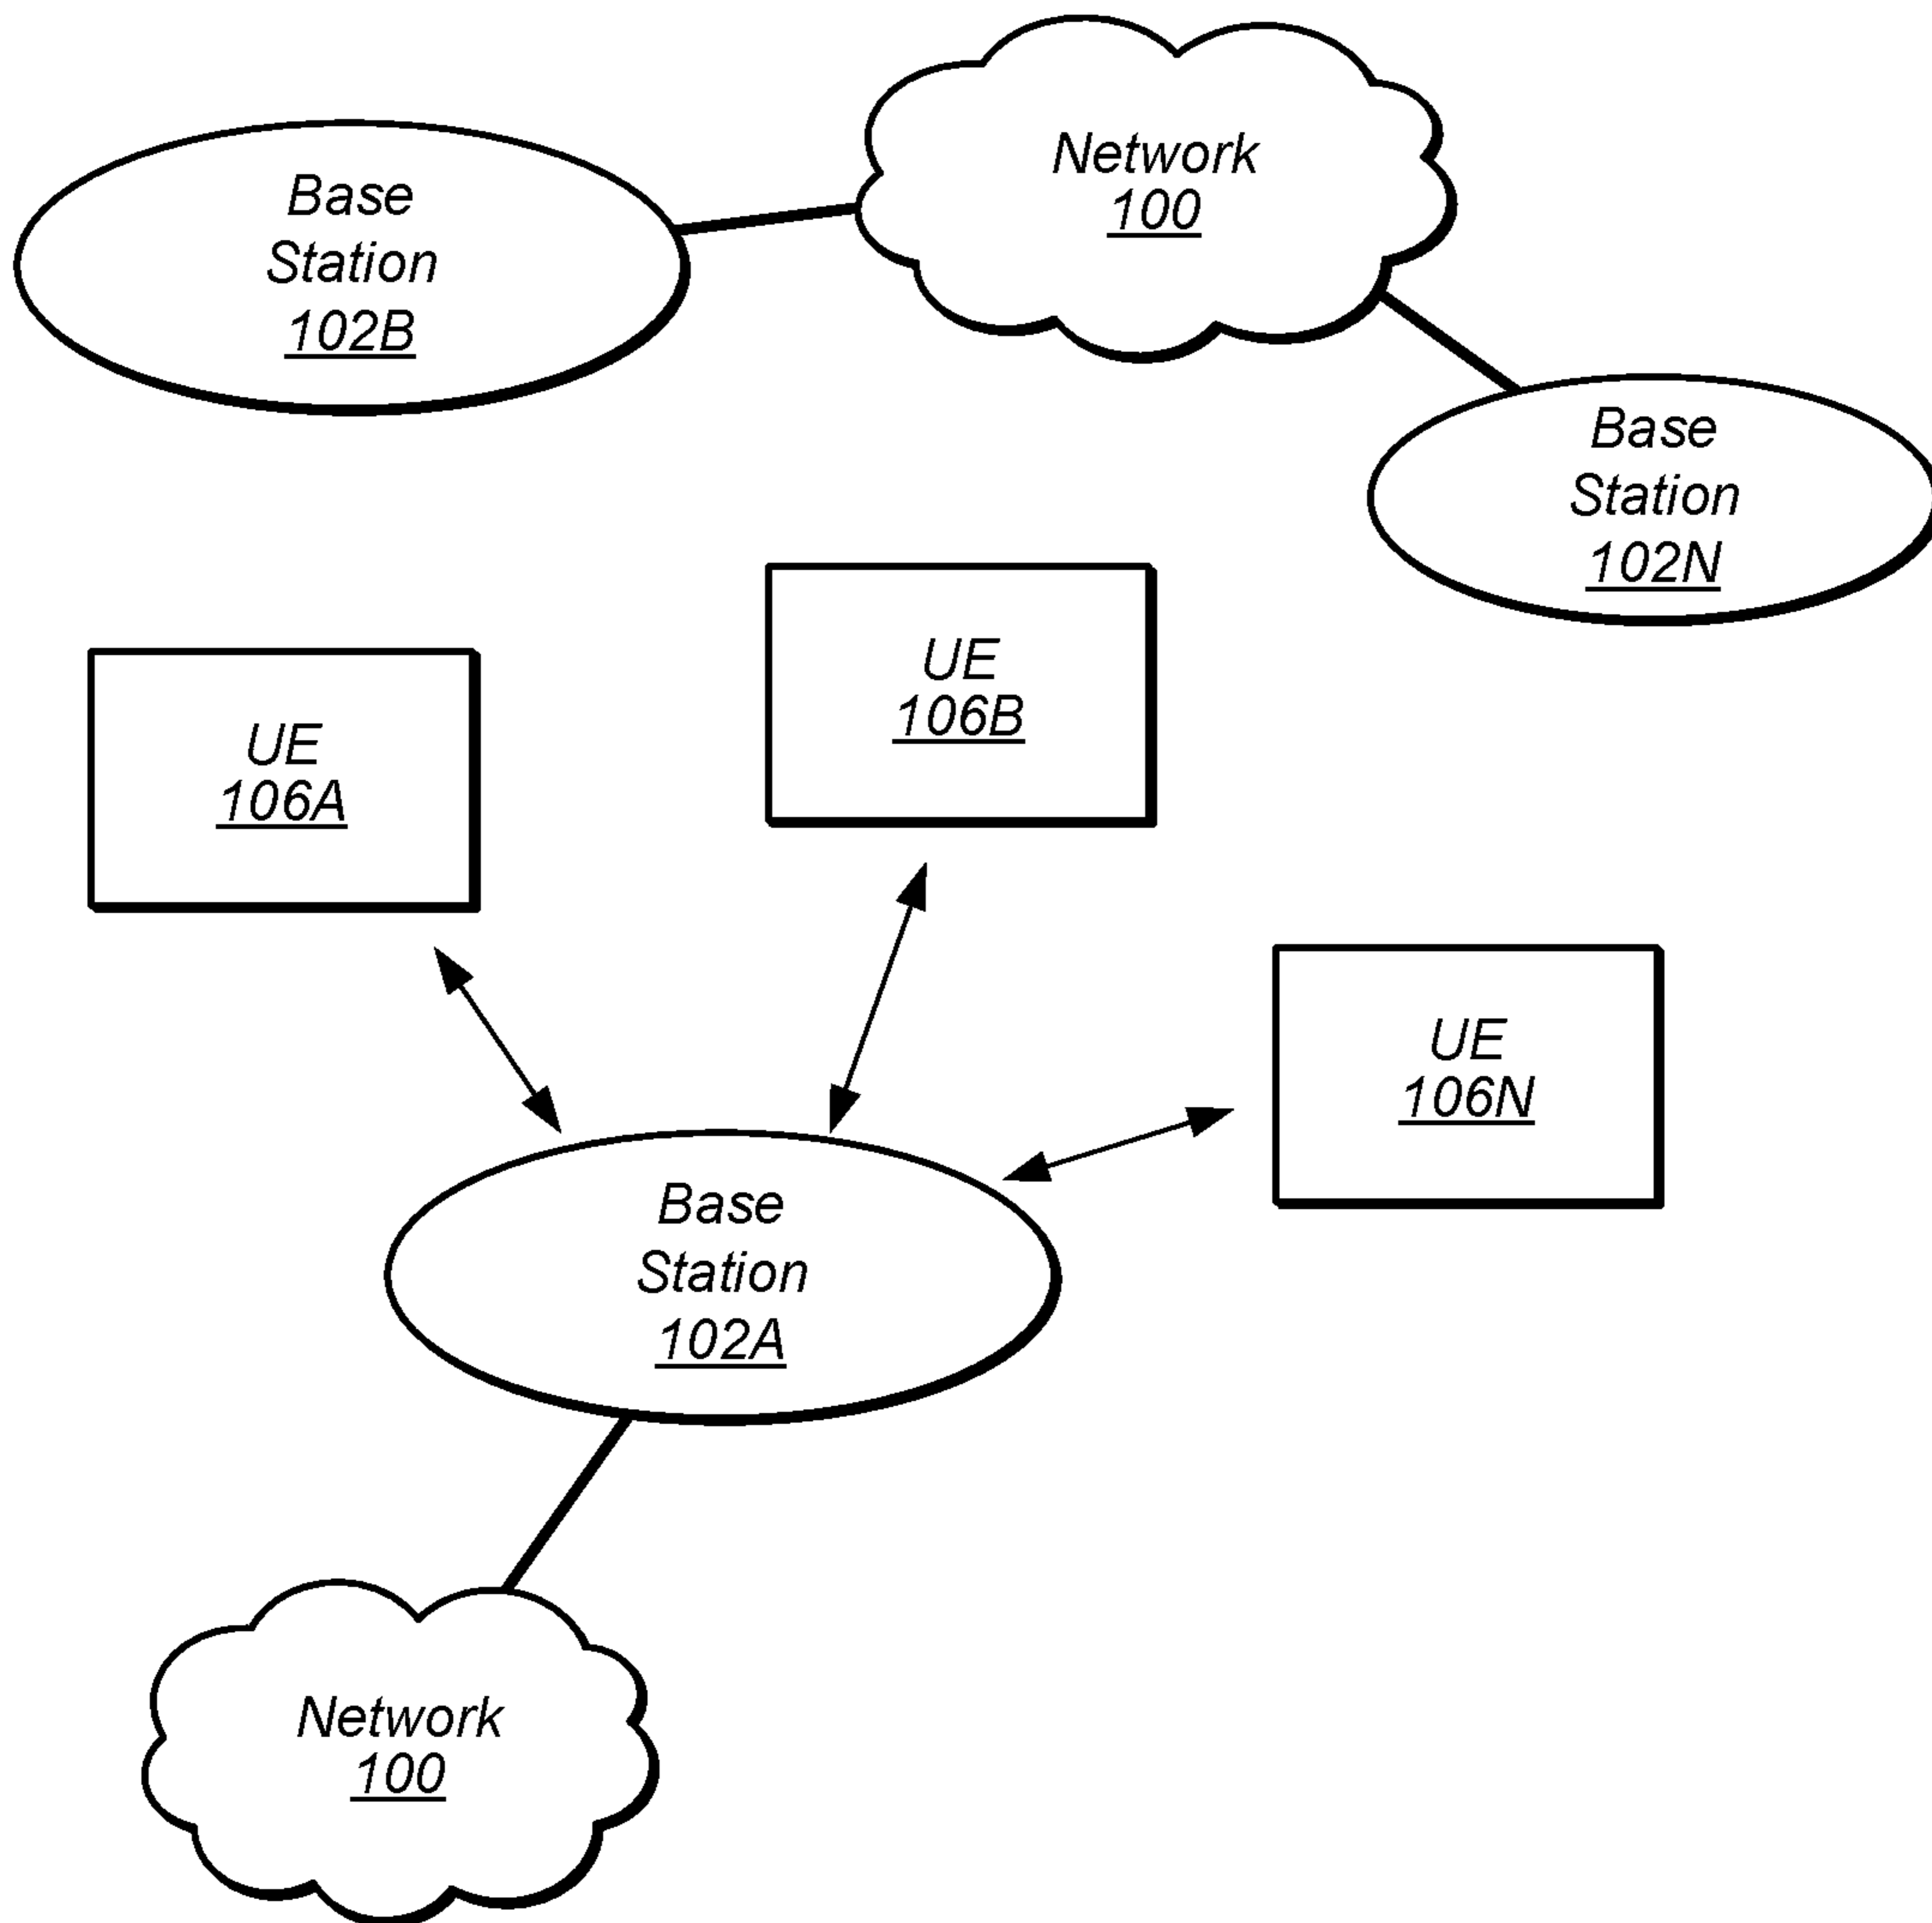 Network
100
Base
Station
102B
Base
Station
102N
UE
106B
UE
106A
UE
106N
Base
Station
102A
Network
100